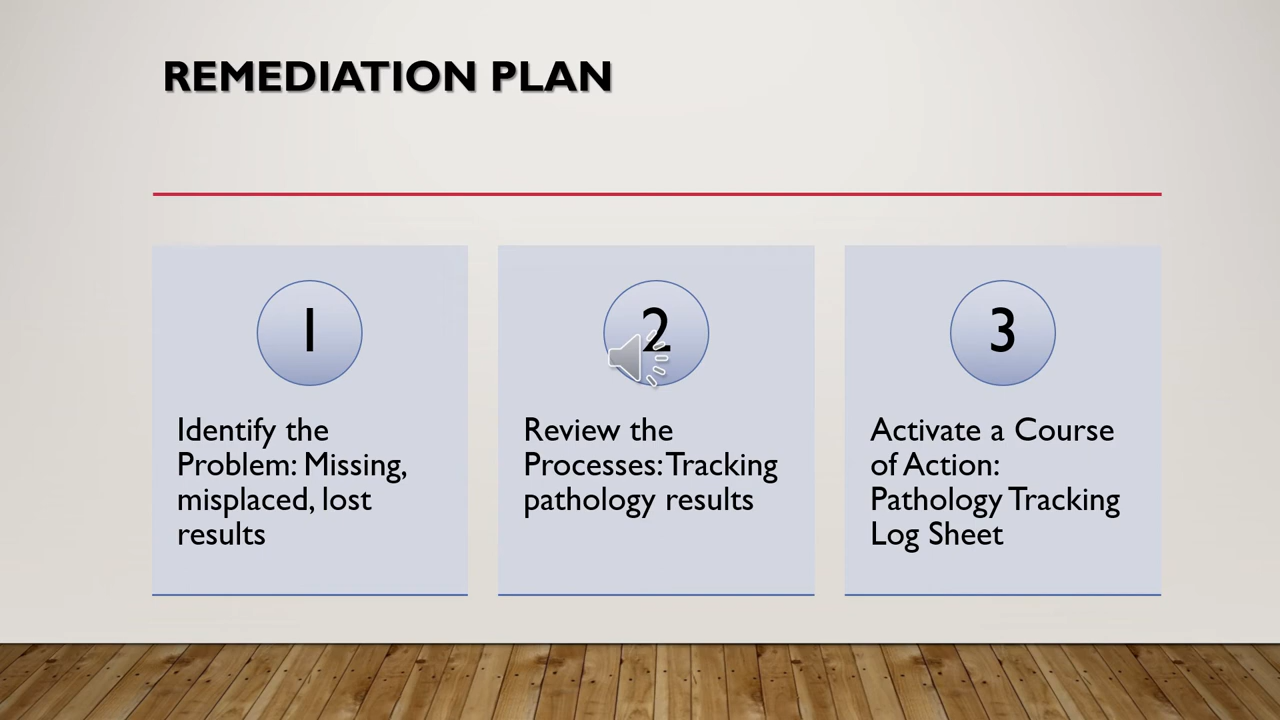 REMEDIATION PLAN
1
Identify the
Problem: Missing,
misplaced, lost
results
2
Review the
Processes: Tracking
pathology results
3
Activate a Course
of Action:
Pathology Tracking
Log Sheet